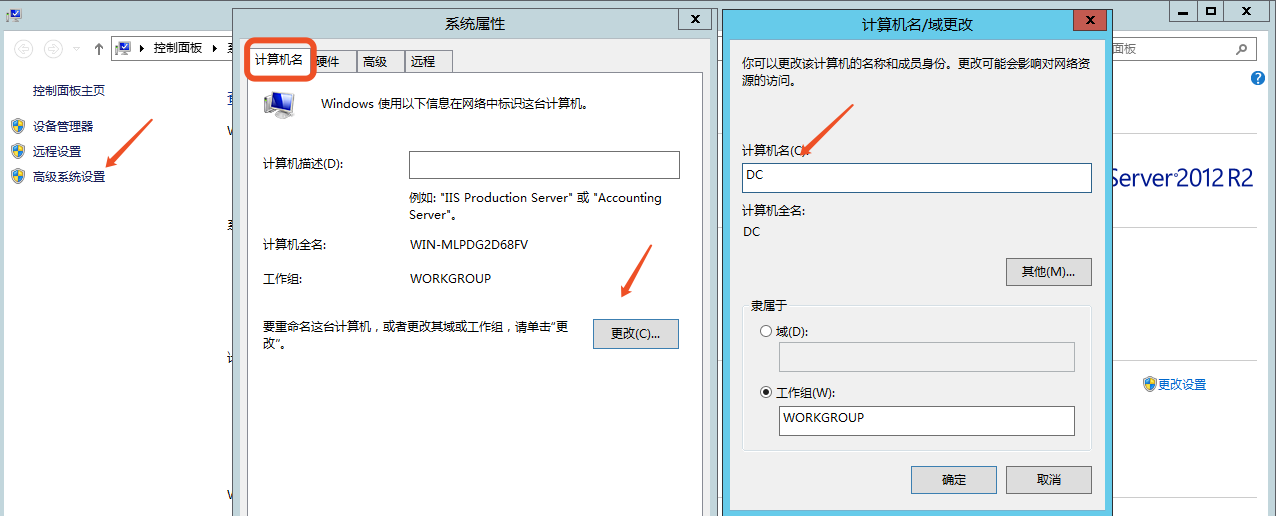 控制面板
控制面板主页
设备管理器
远程设置
高级系统设置
系统属性
计算机名
硬件
高级
远程
Windows 使用以下信息在网络中标识这台计算机。
计算机描述(D):
例如: "IIS Production Server" 或 "Accounting
Server"。
计算机全名:
WIN-MLPDG2D68FV
工作组:
WORKGROUP
要重命名这台计算机，或者更改其域或工作组，请单击"更
改"。
更改(C)...
计算机名/域更改
你可以更改该计算机的名称和成员身份。更改可能会影响对网络资
源的访问。
计算机名(C):
DC
计算机全名:
DC
其他(M)...
隶属于
域(D):
工作组(W):
WORKGROUP
确定
取消
面板
Server 2012 R2
更改设置